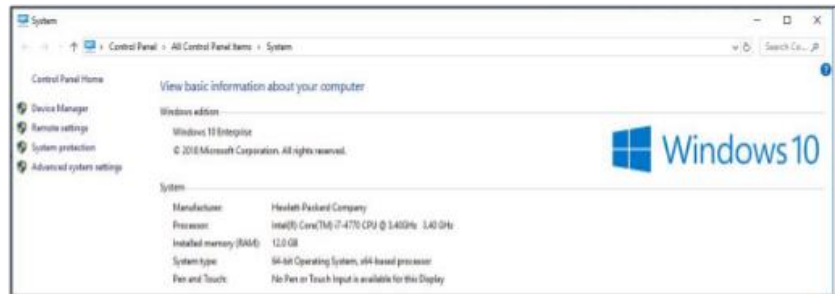 System
Control Panel › All Control Panel Items › System
Search Co...
Control Panel Home
Device Manager
Remote settings
System protection
Advanced system settings
View basic information about your computer
Windows edition
Windows 10 Enterprise
© 2018 Microsoft Corporation. All rights reserved.
Windows 10
System
Manufacturer: Hewlett-Packard Company
Processor: Intel(R) Core(TM) i7-4770 CPU @ 3.40GHz 3.40 GHz
Installed memory (RAM): 12.0 GB
System type: 64-bit Operating System, x64-based processor
Pen and Touch: No Pen or Touch Input is available for this Display